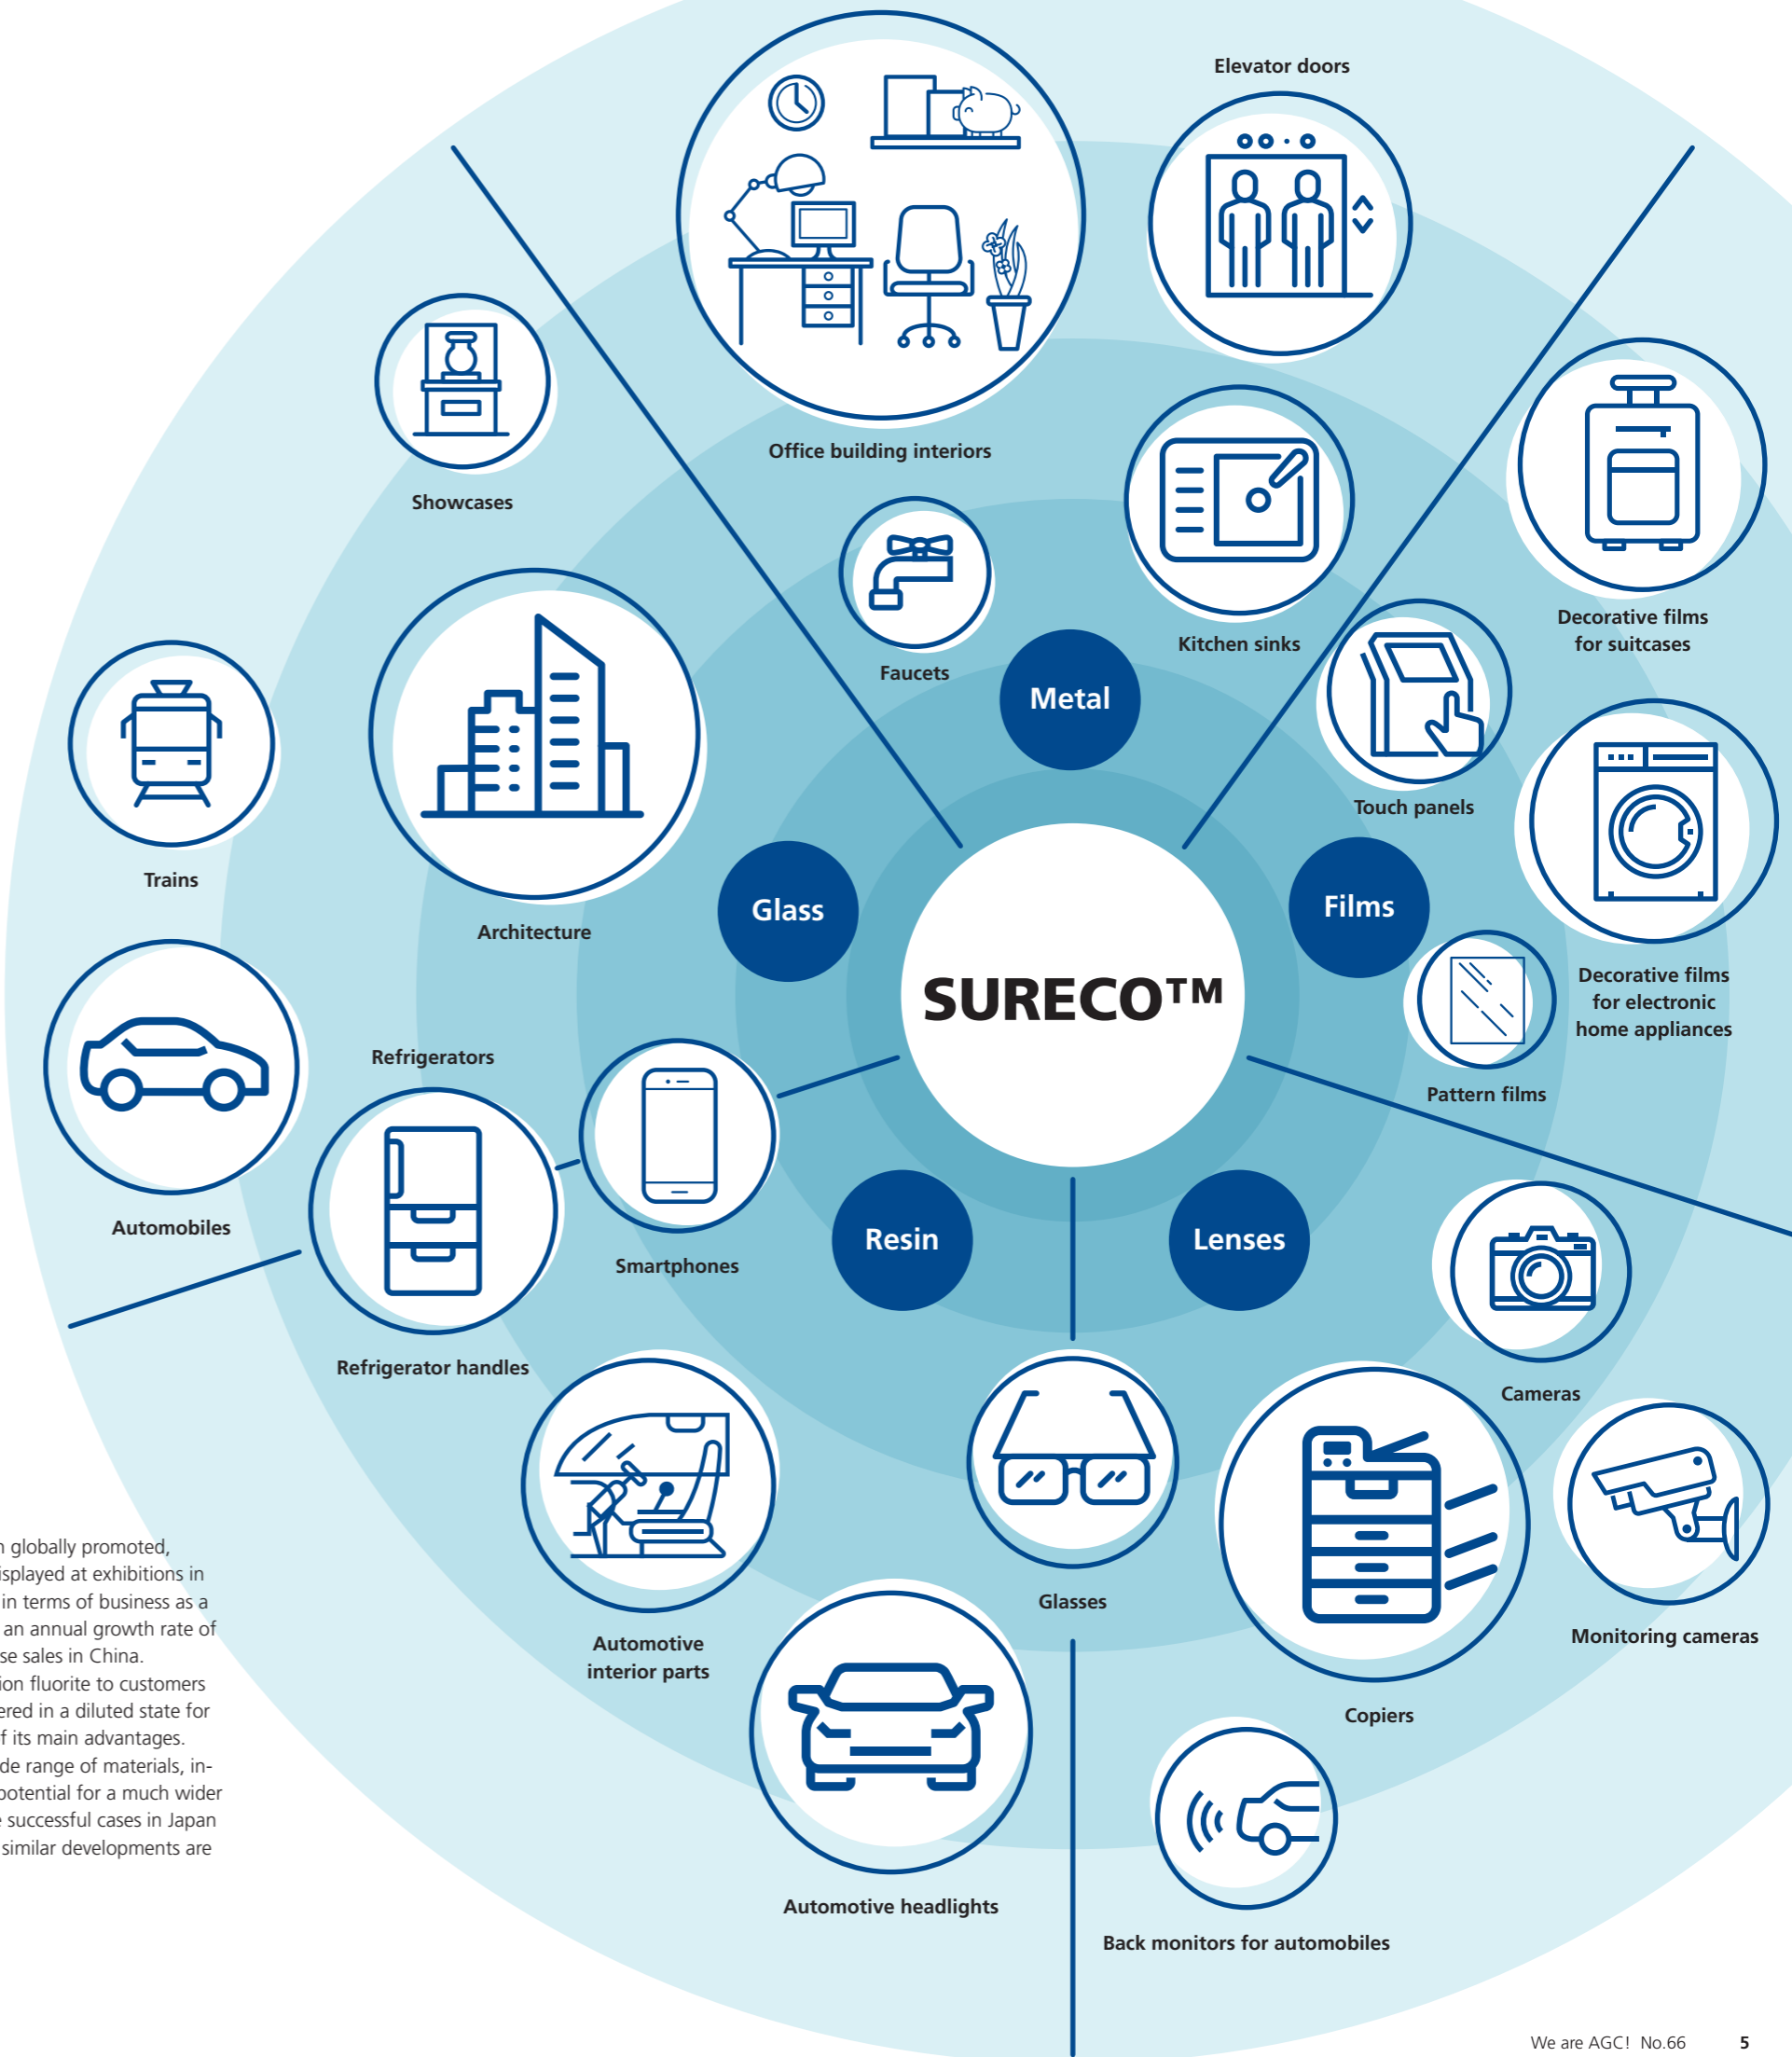 Elevator doors
Office building interiors
Showcases
Faucets
Kitchen sinks
Decorative films
for suitcases
Metal
Touch panels
Trains
Architecture
Glass
Films
SURECO™
Decorative films
for electronic
home appliances
Refrigerators
Pattern films
Automobiles
Smartphones
Resin
Lenses
Refrigerator handles
Cameras
Glasses
Automotive
interior parts
Monitoring cameras
Copiers
Automotive headlights
Back monitors for automobiles
globally promoted,
displayed at exhibitions in
in terms of business as a
an annual growth rate of
se sales in China.
ion fluorite to customers
ered in a diluted state for
f its main advantages.
de range of materials, in-
potential for a much wider
successful cases in Japan
similar developments are
We are AGC! No.66 5